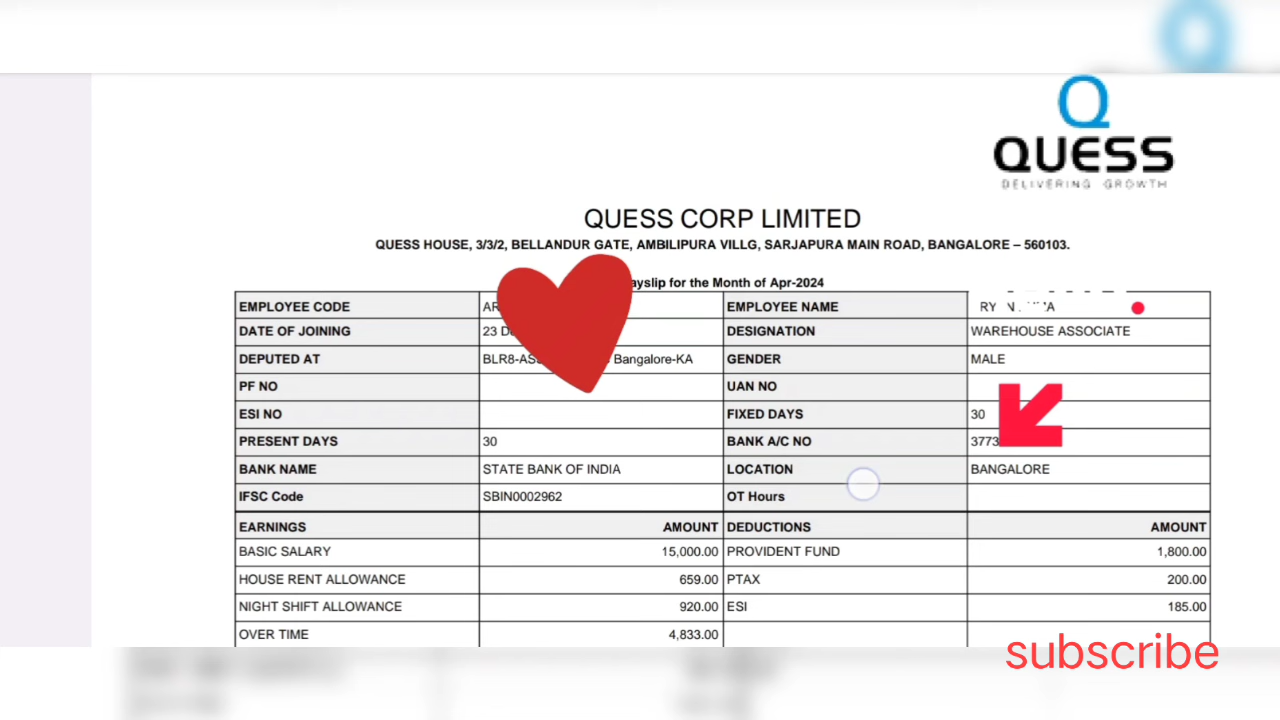 QUESS
DELIVERING GROWTH
QUESS CORP LIMITED
QUESS HOUSE, 3/3/2, BELLANDUR GATE, AMBILIPURA VILLG, SARJAPURA MAIN ROAD, BANGALORE – 560103.
ayslip for the Month of Apr-2024
EMPLOYEE CODE AR EMPLOYEE NAME RY
DATE OF JOINING 23 D DESIGNATION WAREHOUSE ASSOCIATE
DEPUTED AT BLR8-AS Bangalore-KA GENDER MALE
PF NO UAN NO
ESI NO FIXED DAYS 30
PRESENT DAYS 30 BANK A/C NO 3773
BANK NAME STATE BANK OF INDIA LOCATION BANGALORE
IFSC Code SBIN0002962 OT Hours
EARNINGS AMOUNT DEDUCTIONS AMOUNT
BASIC SALARY 15,000.00 PROVIDENT FUND 1,800.00
HOUSE RENT ALLOWANCE 659.00 PTAX 200.00
NIGHT SHIFT ALLOWANCE 920.00 ESI 185.00
OVER TIME 4,833.00
subscribe